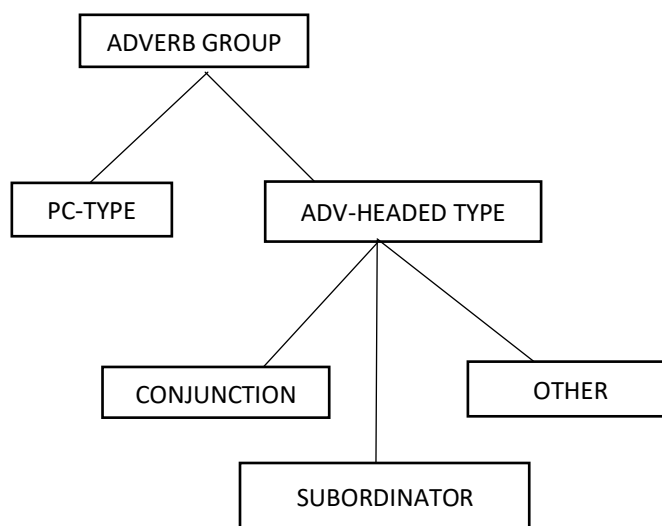 ADVERB GROUP
PC-TYPE
ADV-HEADED TYPE
CONJUNCTION
OTHER
SUBORDINATOR